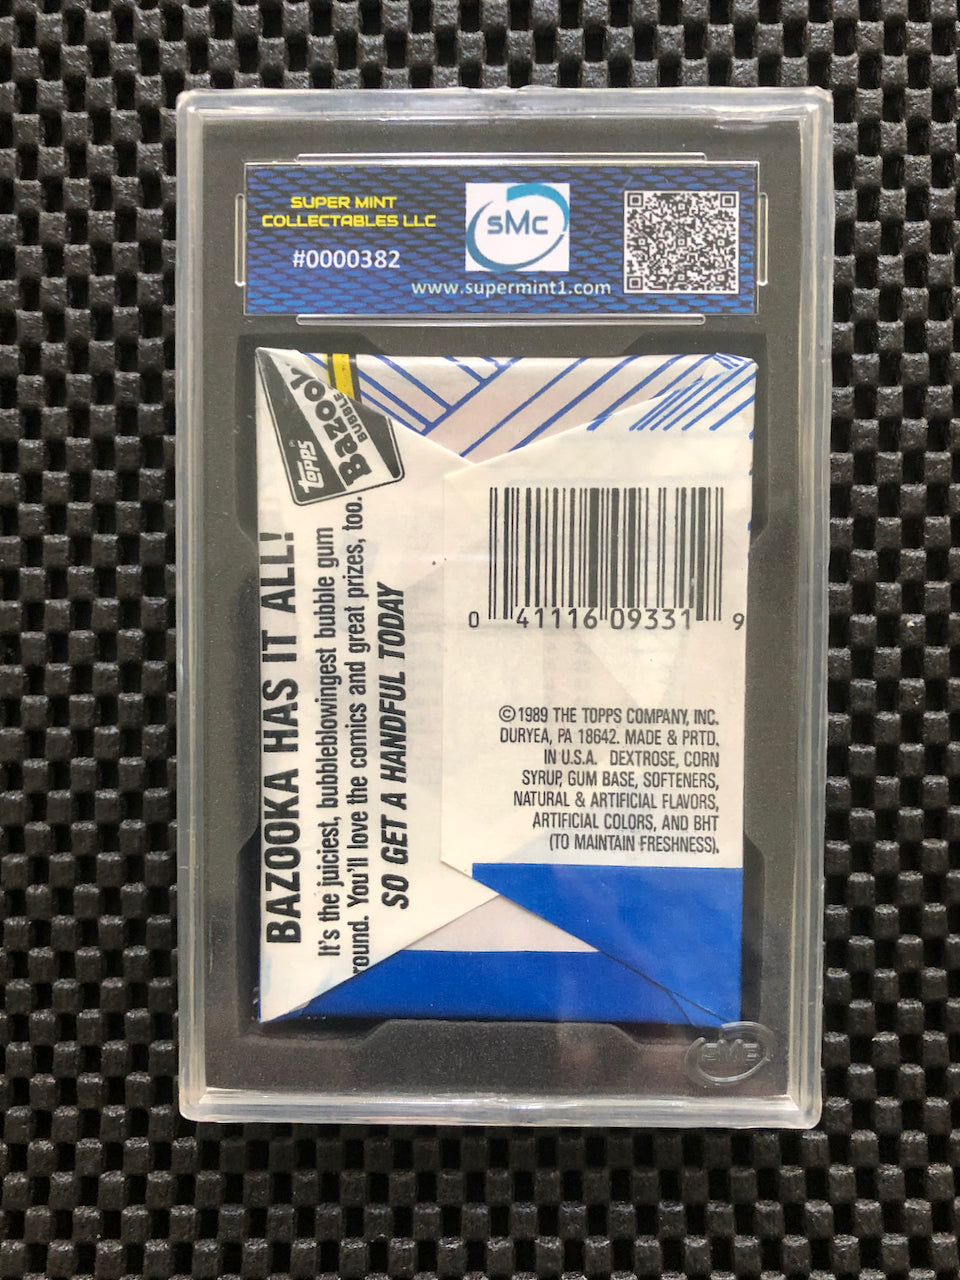 SUPER MINT
COLLECTABLES LLC
#0000382
sMc
www.supermint1.com
TOPPS®
Bazooka
BUBBLE
BAZOOKA HAS IT ALL!
It's the juiciest, bubbleblowingest bubble gum
round. You'll love the comics and great prizes, too.
SO GET A HANDFUL TODAY
0 41116 09331 9
©1989 THE TOPPS COMPANY, INC.
DURYEA, PA 18642. MADE & PRTD.
IN U.S.A. DEXTROSE, CORN
SYRUP, GUM BASE, SOFTENERS,
NATURAL & ARTIFICIAL FLAVORS,
ARTIFICIAL COLORS, AND BHT
(TO MAINTAIN FRESHNESS).
SMC